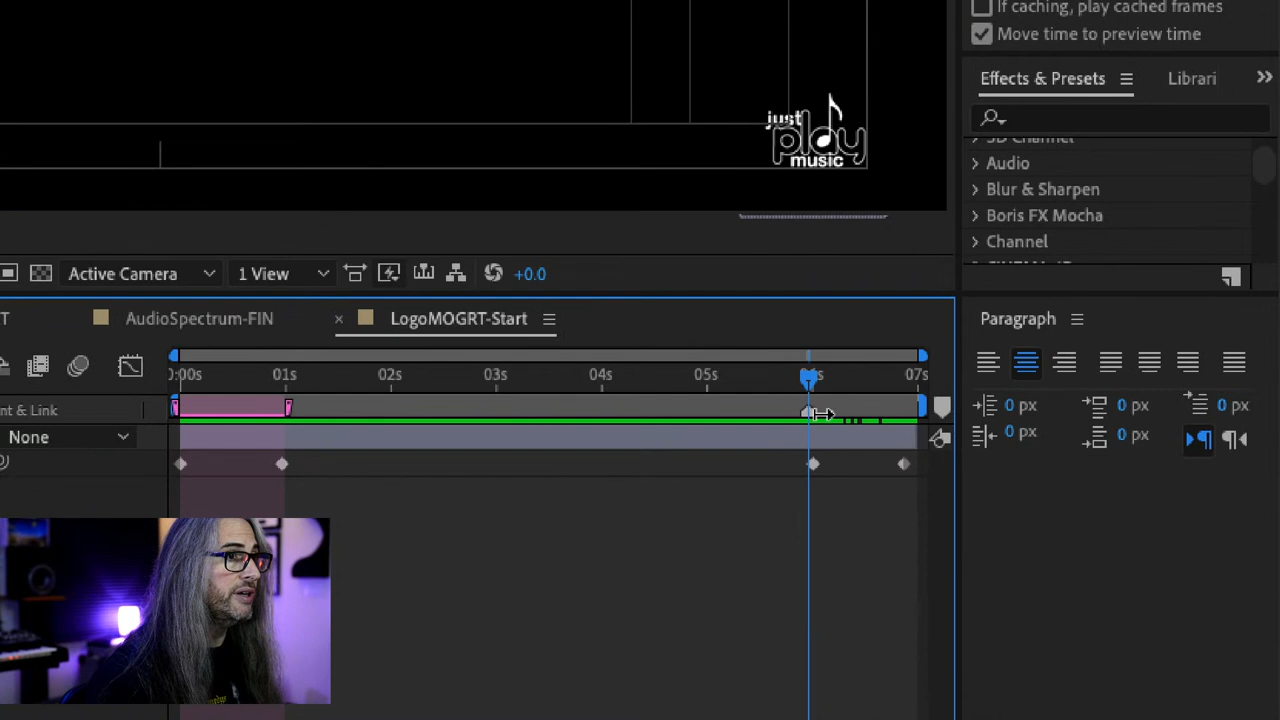 If caching, play cached frames
Move time to preview time
Effects & Presets
Librari
Audio
Blur & Sharpen
Boris FX Mocha
Channel
just
play
music
Active Camera
1 View
+0.0
T
AudioSpectrum-FIN
× LogoMOGRT-Start
Paragraph
:00s
01s
02s
03s
04s
05s
07s
nt & Link
None
0 px
0 px
0 px
0 px
0 px